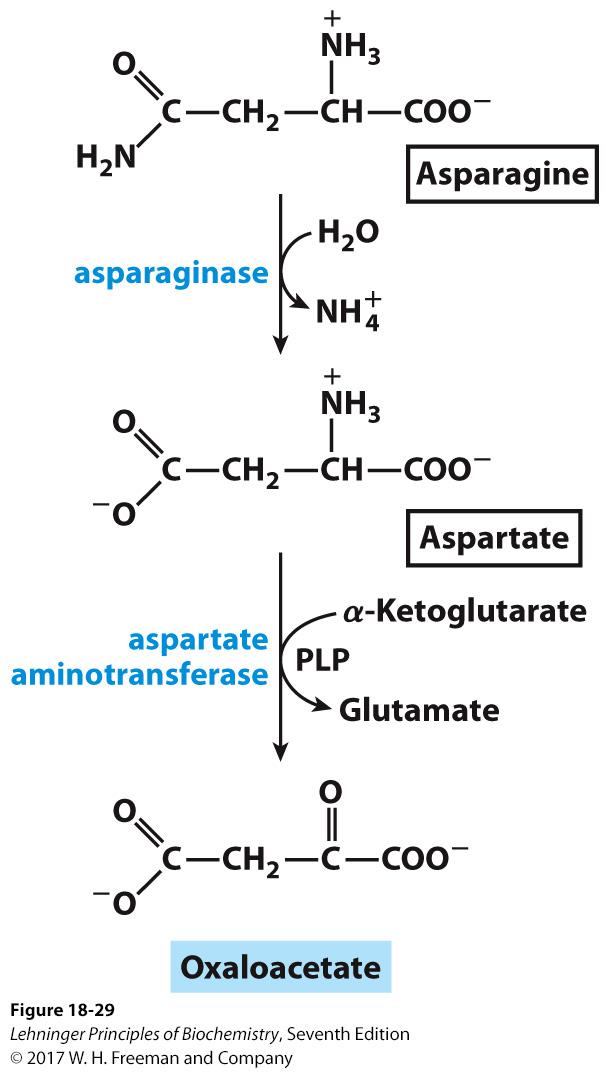 +
NH₃
O
C—CH₂—CH—COO⁻
H₂N
Asparagine
H₂O
asparaginase
NH₄⁺
+
NH₃
O
C—CH₂—CH—COO⁻
⁻O
Aspartate
α-Ketoglutarate
aspartate
aminotransferase
PLP
Glutamate
O
O
C—CH₂—C—COO⁻
⁻O
Oxaloacetate
Figure 18-29
Lehninger Principles of Biochemistry, Seventh Edition
© 2017 W. H. Freeman and Company